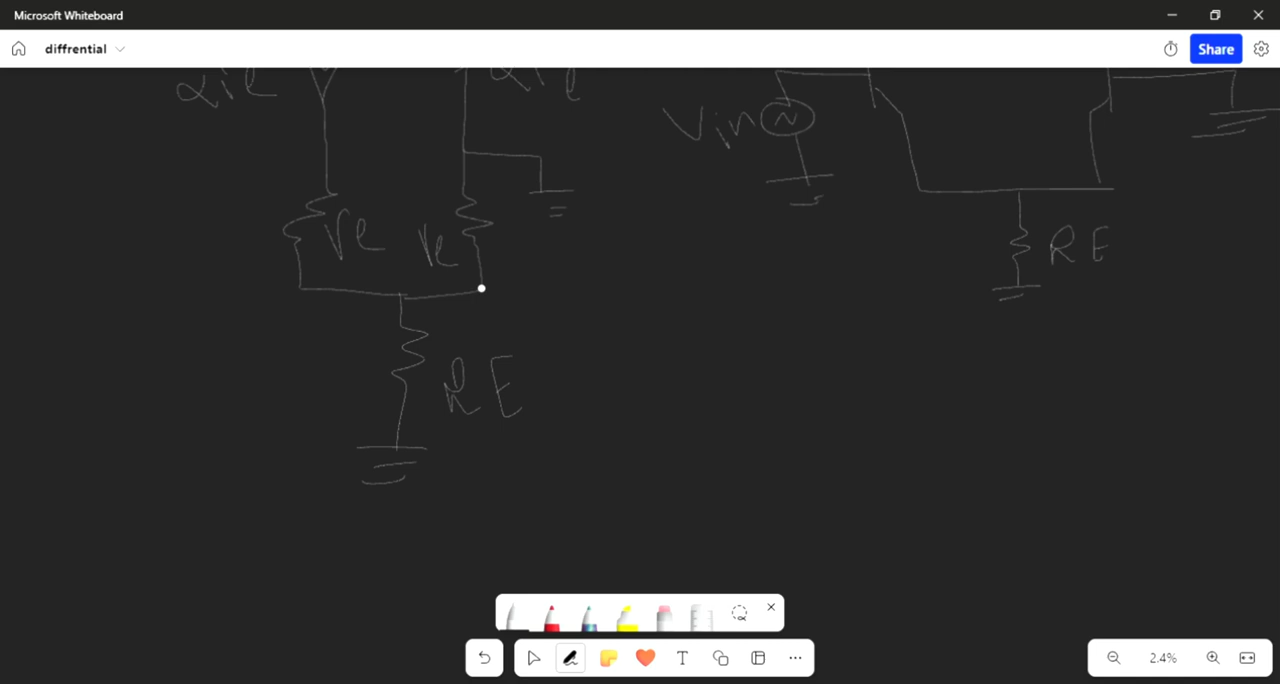 Microsoft Whiteboard
diffrential
Share
αie
αie
Vin
re
re
RE
RE
2.4%